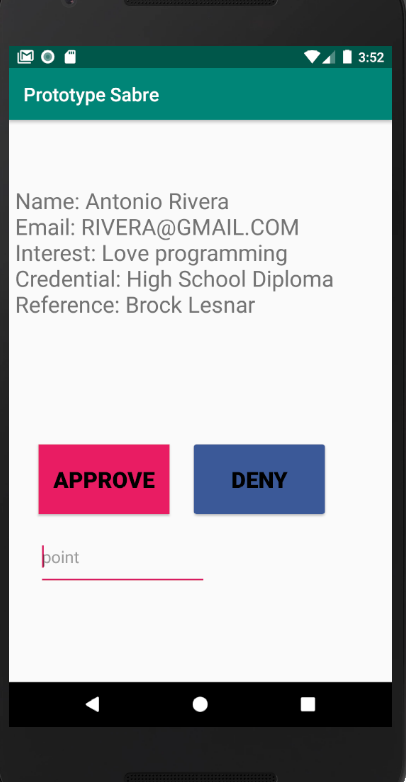 3:52
Prototype Sabre
Name: Antonio Rivera
Email: RIVERA@GMAIL.COM
Interest: Love programming
Credential: High School Diploma
Reference: Brock Lesnar
APPROVE DENY
point